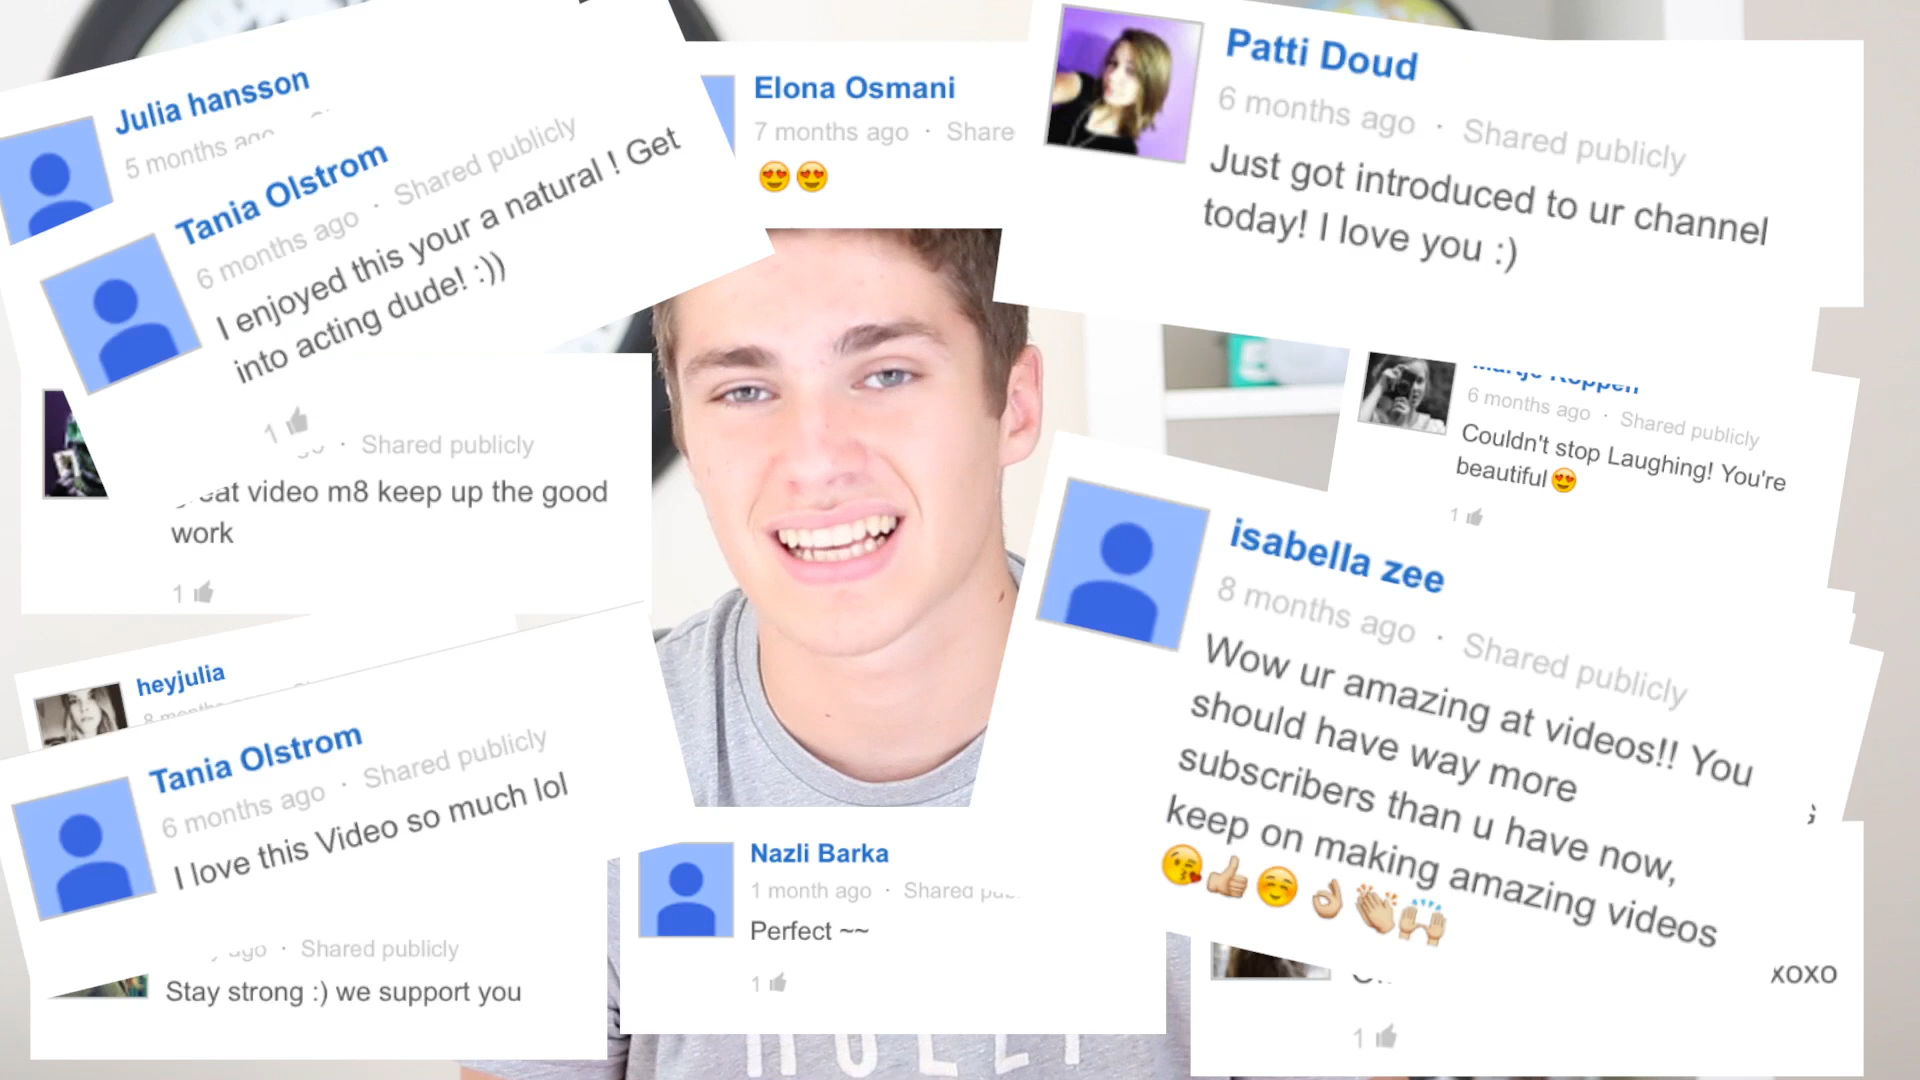 Julia hansson
5 months ago
Tania Olstrom
6 months ago · Shared publicly
I enjoyed this your a natural ! Get
into acting dude! :))
1
Elona Osmani
7 months ago · Share
😍😍
Patti Doud
6 months ago · Shared publicly
Just got introduced to ur channel
today! I love you :)
· Shared publicly
video m8 keep up the good
work
1
6 months ago · Shared publicly
Couldn't stop Laughing! You're
beautiful😍
1
isabella zee
8 months ago · Shared publicly
Wow ur amazing at videos!! You
should have way more
subscribers than u have now,
keep on making amazing videos
😘👍☺️👌👏🙌
heyjulia
8 months
Tania Olstrom
6 months ago · Shared publicly
I love this Video so much lol
ago · Shared publicly
Stay strong :) we support you
Nazli Barka
1 month ago · Shared
Perfect ~~
1
xoxo
1